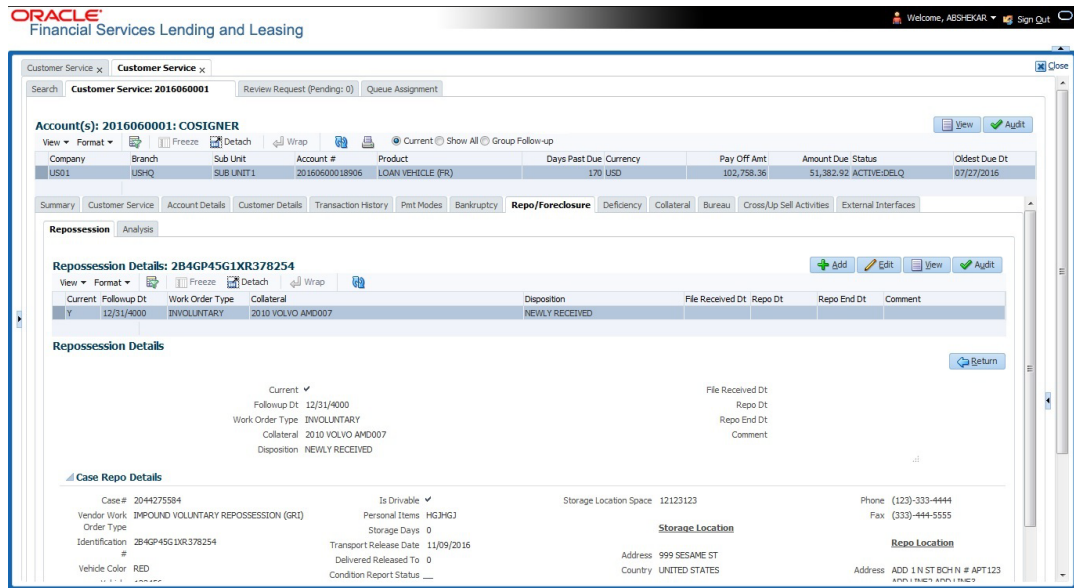 ORACLE
Financial Services Lending and Leasing
Welcome, ABSHEKAR Sign Out
Customer Service x Customer Service x Close
Search Customer Service: 2016060001 Review Request (Pending: 0) Queue Assignment
Account(s): 2016060001: COSIGNER View Audit
View Format Freeze Detach Wrap Current Show All Group Follow-up
Company Branch Sub Unit Account # Product Days Past Due Currency Pay Off Amt Amount Due Status Oldest Due Dt
US01 USHQ SUB UNIT1 20160600018906 LOAN VEHICLE (FR) 170 USD 102,758.36 51,382.92 ACTIVE:DELQ 07/27/2016
Summary Customer Service Account Details Customer Details Transaction History Pmt Modes Bankruptcy Repo/Foreclosure Deficiency Collateral Bureau Cross/Up Sell Activities External Interfaces
Repossession Analysis
Repossession Details: 2B4GP45G1XR378254 Add Edit View Audit
View Format Freeze Detach Wrap
Current Followup Dt Work Order Type Collateral Disposition File Received Dt Repo Dt Repo End Dt Comment
Y 12/31/4000 INVOLUNTARY 2010 VOLVO AMD007 NEWLY RECEIVED
Repossession Details
Return
Current File Received Dt
Followup Dt 12/31/4000 Repo Dt
Work Order Type INVOLUNTARY Repo End Dt
Collateral 2010 VOLVO AMD007 Comment
Disposition NEWLY RECEIVED
Case Repo Details
Case# 2044275584 Is Drivable Storage Location Space 12123123 Phone (123)-333-4444
Vendor Work Order Type IMPOUND VOLUNTARY REPOSSESSION (GRI) Personal Items HGJHGJ Fax (333)-444-5555
Storage Days 0 Storage Location
Identification # 2B4GP45G1XR378254 Transport Release Date 11/09/2016 Repo Location
Delivered Released To 0 Address 999 SESAME ST
Vehicle Color RED Condition Report Status Country UNITED STATES Address ADD 1 N ST BCH N # APT123